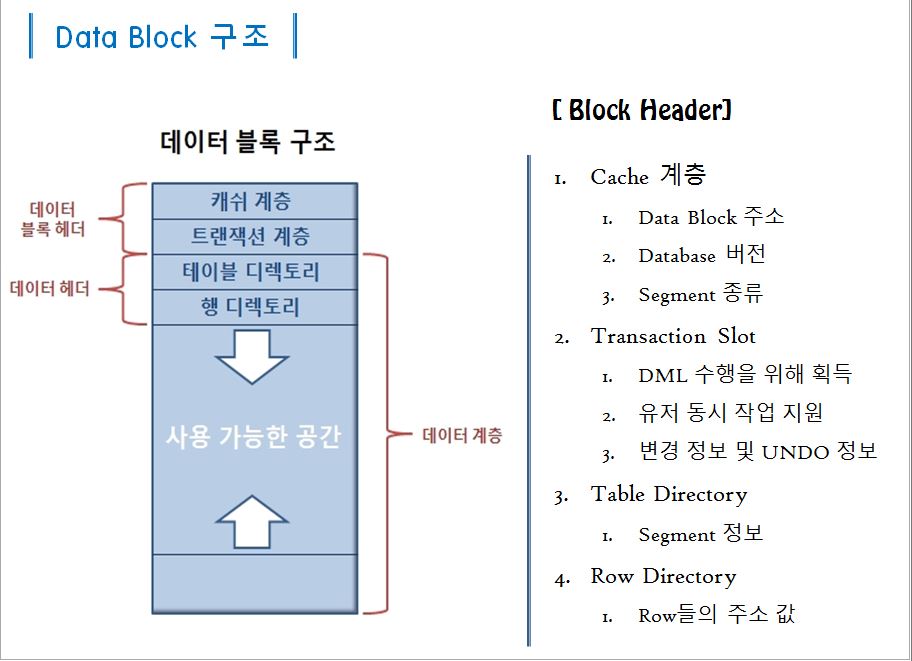 Data Block 구조
데이터 블록 구조
캐쉬 계층
트랜잭션 계층
테이블 디렉토리
행 디렉토리
사용 가능한 공간
데이터
블록 헤더
데이터 헤더
데이터 계층
[ Block Header]
1. Cache 계층
1. Data Block 주소
2. Database 버전
3. Segment 종류
2. Transaction Slot
1. DML 수행을 위해 획득
2. 유저 동시 작업 지원
3. 변경 정보 및 UNDO 정보
3. Table Directory
1. Segment 정보
4. Row Directory
1. Row들의 주소 값